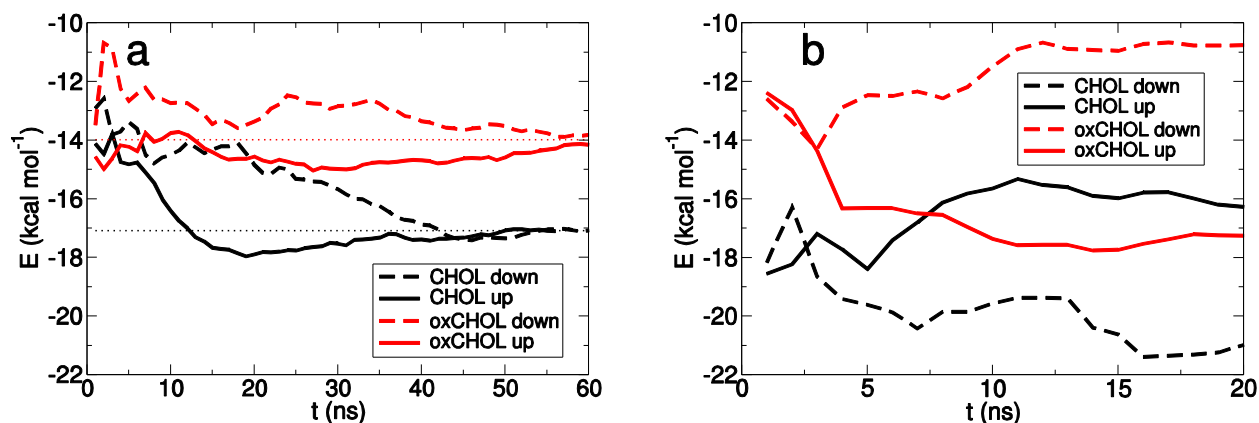 a
-10
-12
-14
-16
-18
-20
-22
E (kcal mol⁻¹)
CHOL down
CHOL up
oxCHOL down
oxCHOL up
0 10 20 30 40 50 60
t (ns)
b
-10
-12
-14
-16
-18
-20
-22
E (kcal mol⁻¹)
CHOL down
CHOL up
oxCHOL down
oxCHOL up
0 5 10 15 20
t (ns)